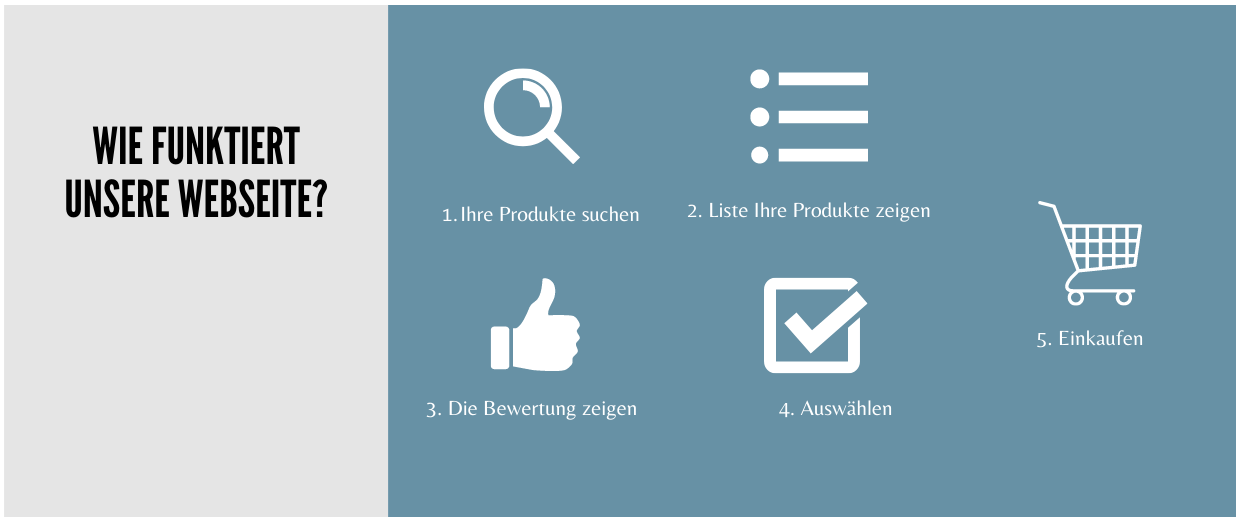 WIE FUNKTIERT
UNSERE WEBSEITE?
1. Ihre Produkte suchen
2. Liste Ihre Produkte zeigen
3. Die Bewertung zeigen
4. Auswählen
5. Einkaufen